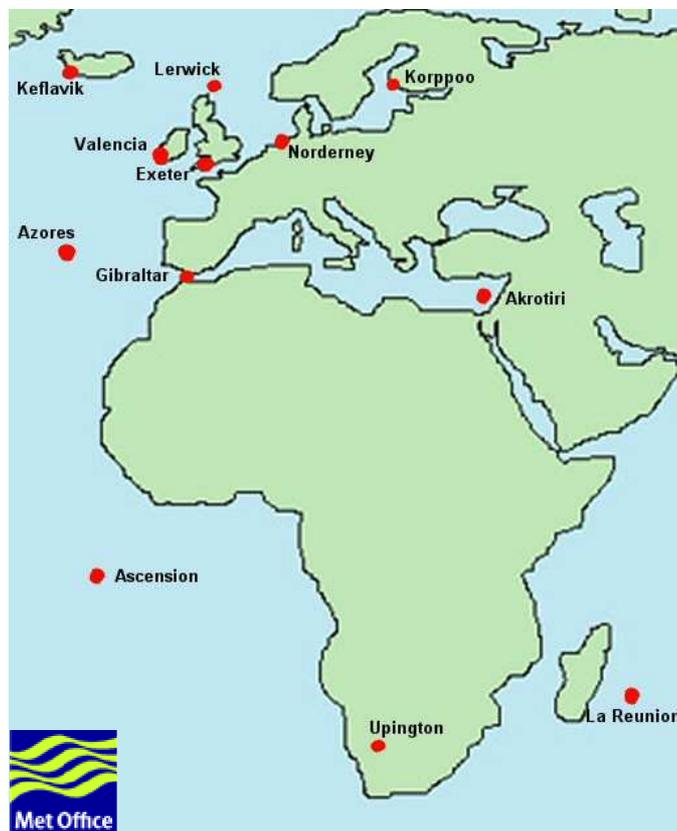 Lerwick
Keflavik
Korppoo
Valencia
Norderney
Exeter
Azores
Gibraltar
Akrotiri
Ascension
La Reunion
Upington
Met Office